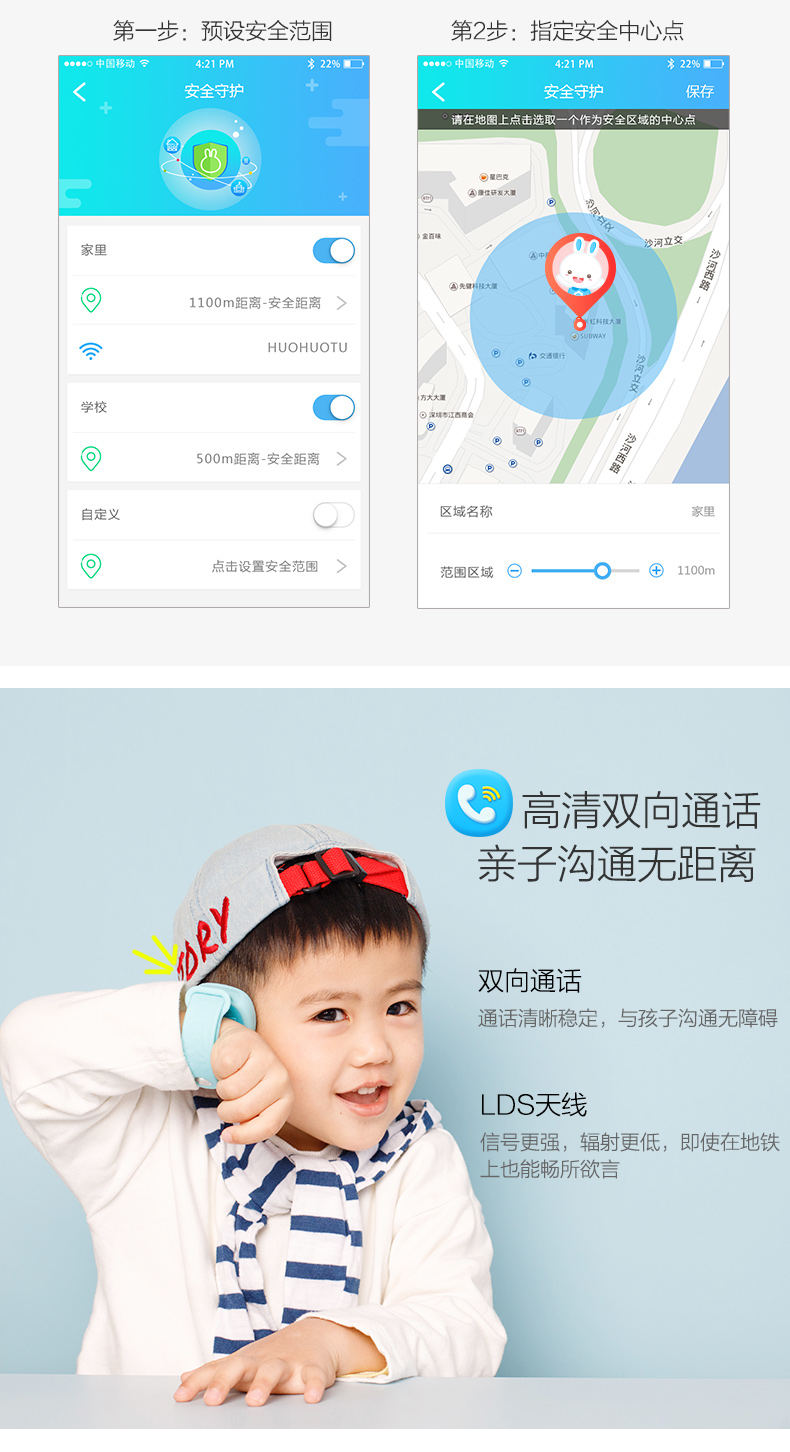 第一步：预设安全范围
中国移动 4:21 PM 22%
安全守护
家里
1100m距离-安全距离
HUOHUOTU
学校
500m距离-安全距离
自定义
点击设置安全范围
第2步：指定安全中心点
中国移动 4:21 PM 22%
安全守护 保存
请在地图上点击选取一个作为安全区域的中心点
星巴克
康佳研发大厦
金百味
沙河立交
沙河立交
沙河西路
先健科技大厦
红科技大厦
SUBWAY
交通银行
沙河立交
方大大厦
深圳市江西商会
沙河西路
区域名称 家里
范围区域 1100m
高清双向通话
亲子沟通无距离
双向通话
通话清晰稳定，与孩子沟通无障碍
LDS天线
信号更强，辐射更低，即使在地铁
上也能畅所欲言